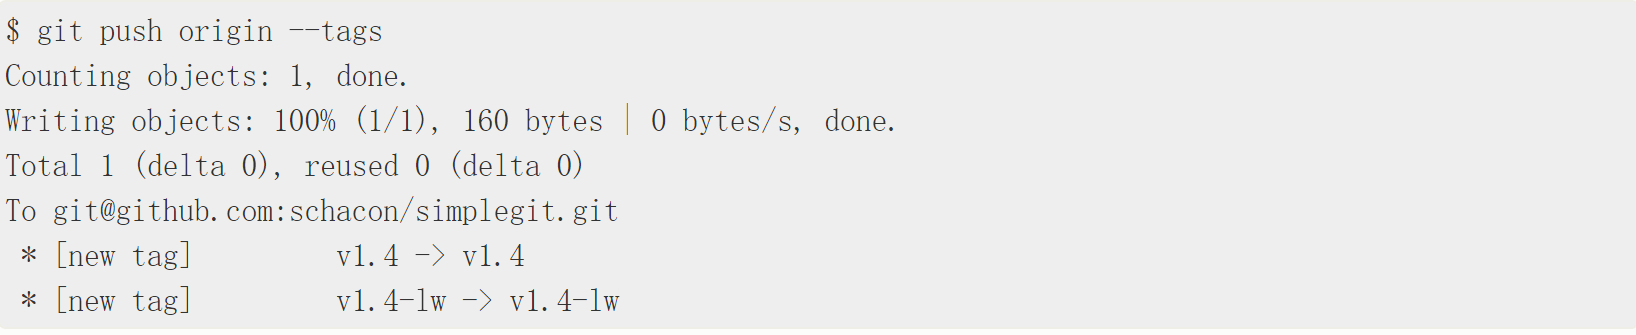 $ git push origin --tags
Counting objects: 1, done.
Writing objects: 100% (1/1), 160 bytes | 0 bytes/s, done.
Total 1 (delta 0), reused 0 (delta 0)
To git@github.com:schacon/simplegit.git
 * [new tag]         v1.4 -> v1.4
 * [new tag]         v1.4-lw -> v1.4-lw